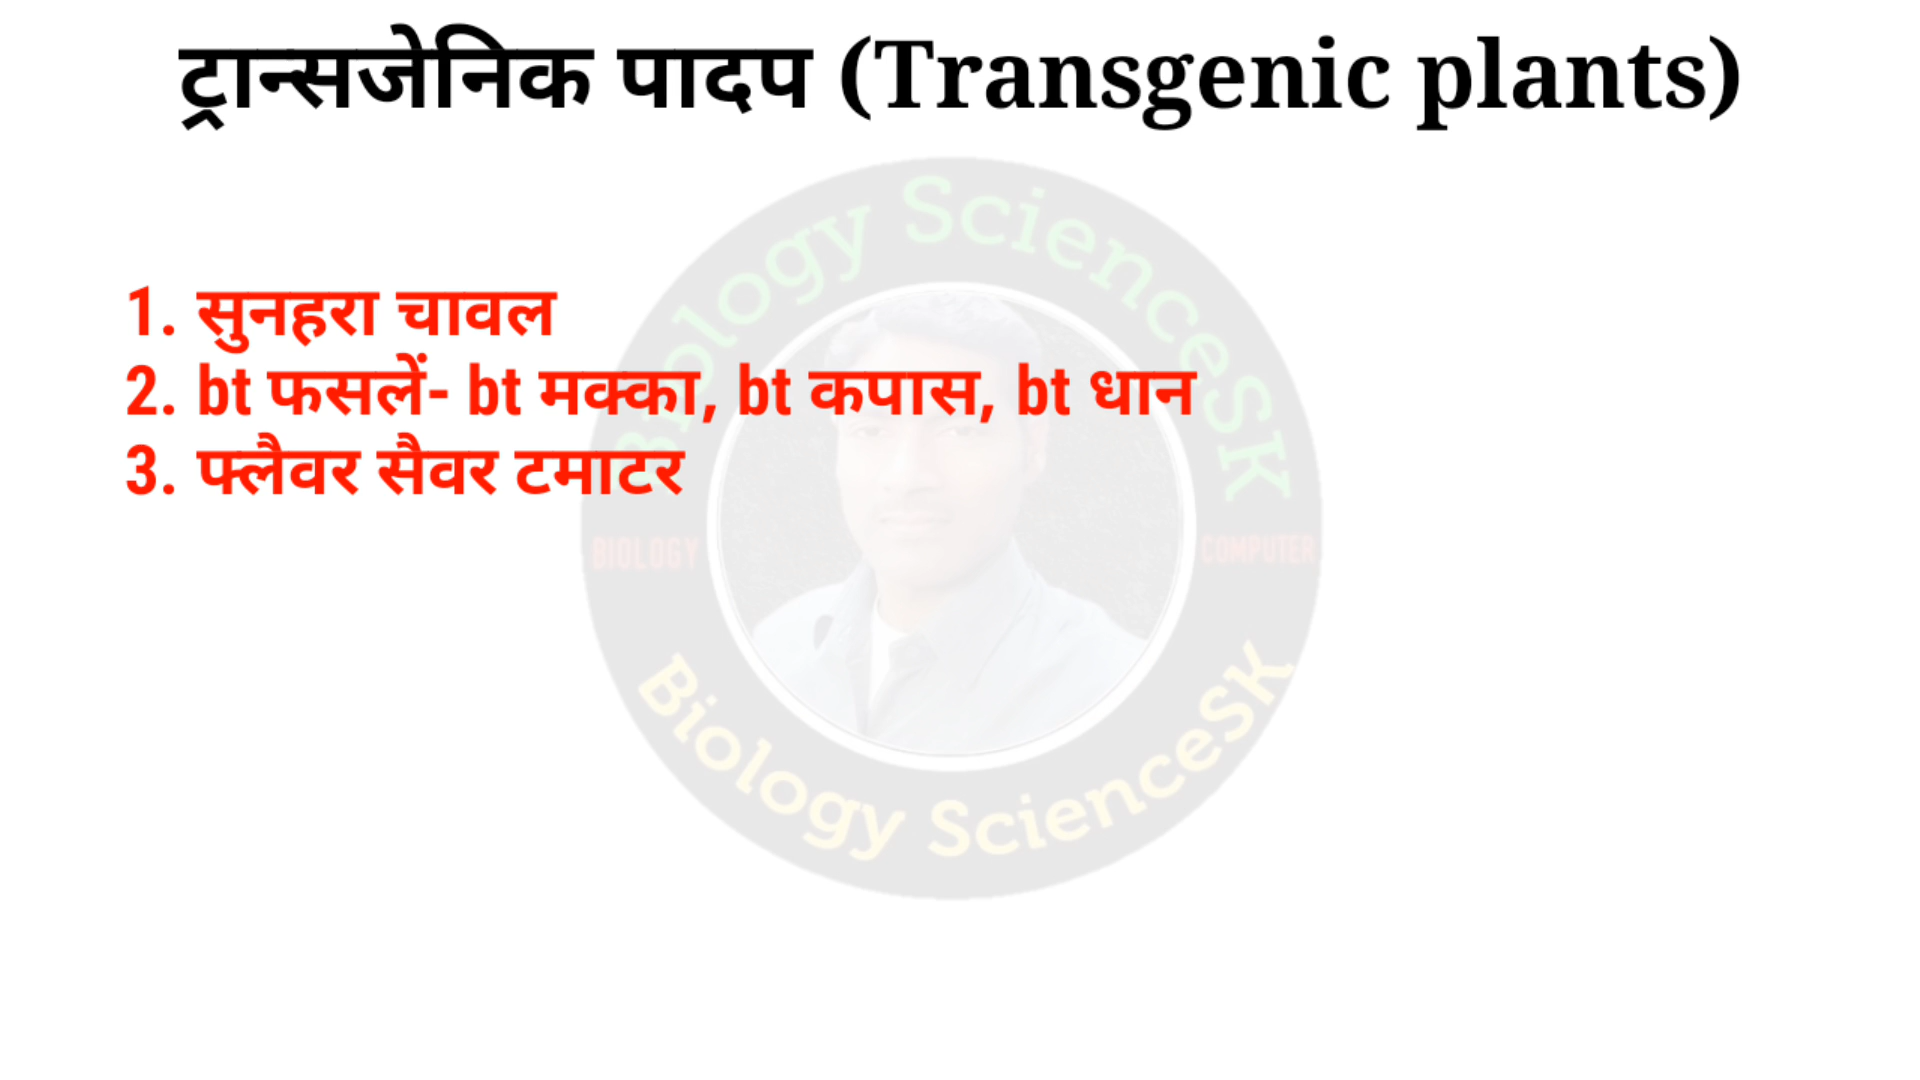 ट्रान्सजेनिक पादप (Transgenic plants)
Biology ScienceSK
1. सुनहरा चावल
2. bt फसलें- bt मक्का, bt कपास, bt धान
3. फ्लैवर सैवर टमाटर
BIOLOGY
COMPUTER
Biology ScienceSK